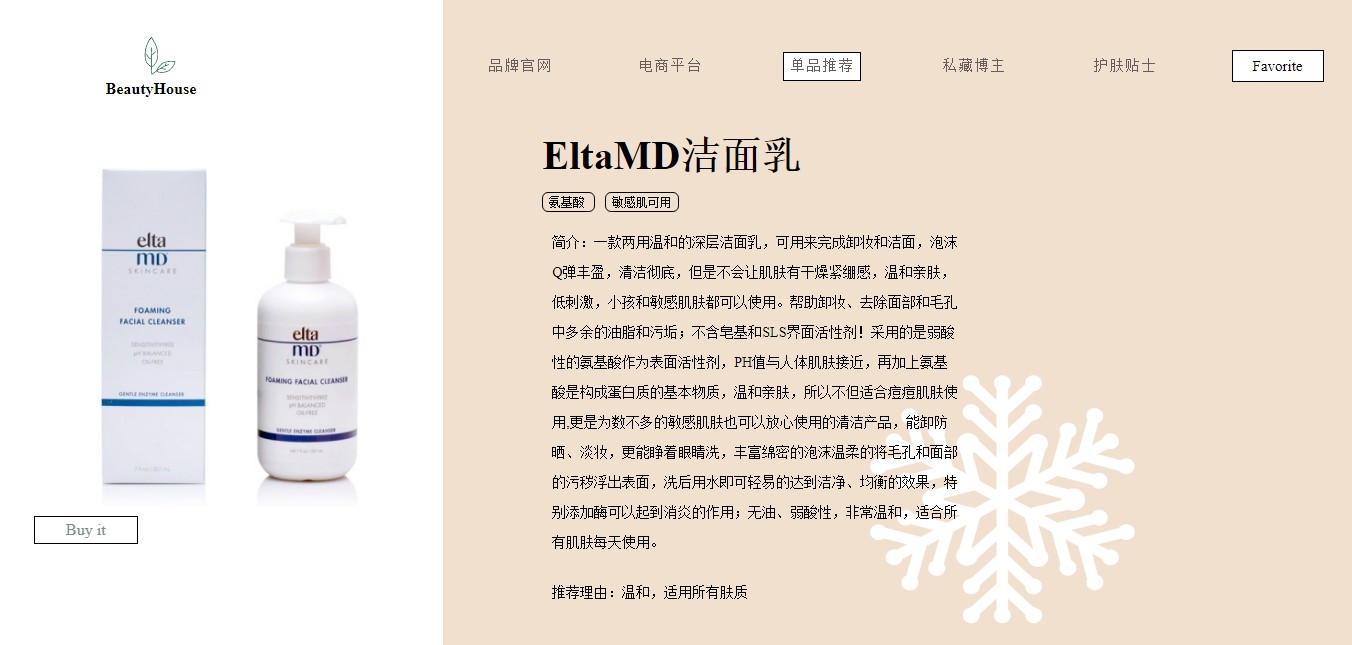 BeautyHouse
品牌官网
电商平台
单品推荐
私藏博主
护肤贴士
Favorite
elta
MD
SKINCARE
FOAMING
FACIAL CLEANSER
SENSITIVITY-FREE
pH BALANCED
OIL-FREE
GENTLE ENZYME CLEANSER
elta
MD
SKINCARE
FOAMING FACIAL CLEANSER
SENSITIVITY-FREE
pH BALANCED
OIL-FREE
GENTLE ENZYME CLEANSER
Buy it
EltaMD洁面乳
氨基酸
敏感肌可用
简介：一款两用温和的深层洁面乳，可用来完成卸妆和洁面，泡沫
Q弹丰盈，清洁彻底，但是不会让肌肤有干燥紧绷感，温和亲肤，
低刺激，小孩和敏感肌肤都可以使用。帮助卸妆、去除面部和毛孔
中多余的油脂和污垢；不含皂基和SLS界面活性剂！采用的是弱酸
性的氨基酸作为表面活性剂，PH值与人体肌肤接近，再加上氨基
酸是构成蛋白质的基本物质，温和亲肤，所以不但适合痘痘肌肤使
用,更是为数不多的敏感肌肤也可以放心使用的清洁产品，能卸防
晒、淡妆，更能睁着眼睛洗，丰富绵密的泡沫温柔的将毛孔和面部
的污秽浮出表面，洗后用水即可轻易的达到洁净、均衡的效果，特
别添加酶可以起到消炎的作用；无油、弱酸性，非常温和，适合所
有肌肤每天使用。
推荐理由：温和，适用所有肤质